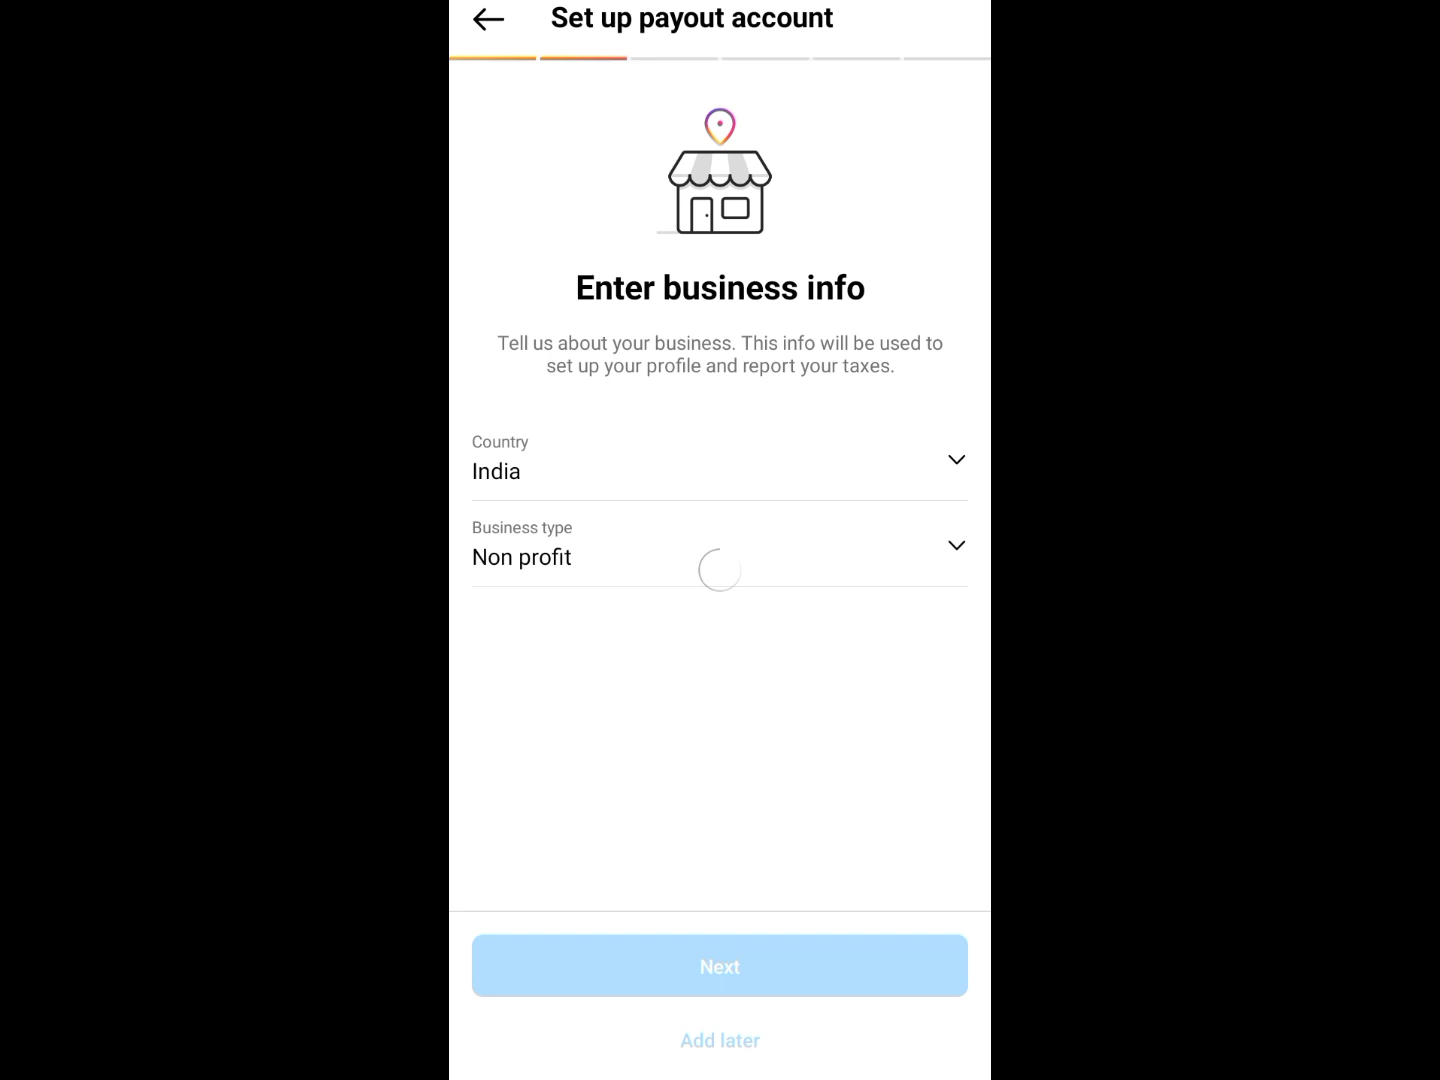 Set up payout account
Enter business info
Tell us about your business. This info will be used to
set up your profile and report your taxes.
Country
India
Business type
Non profit
Next
Add later